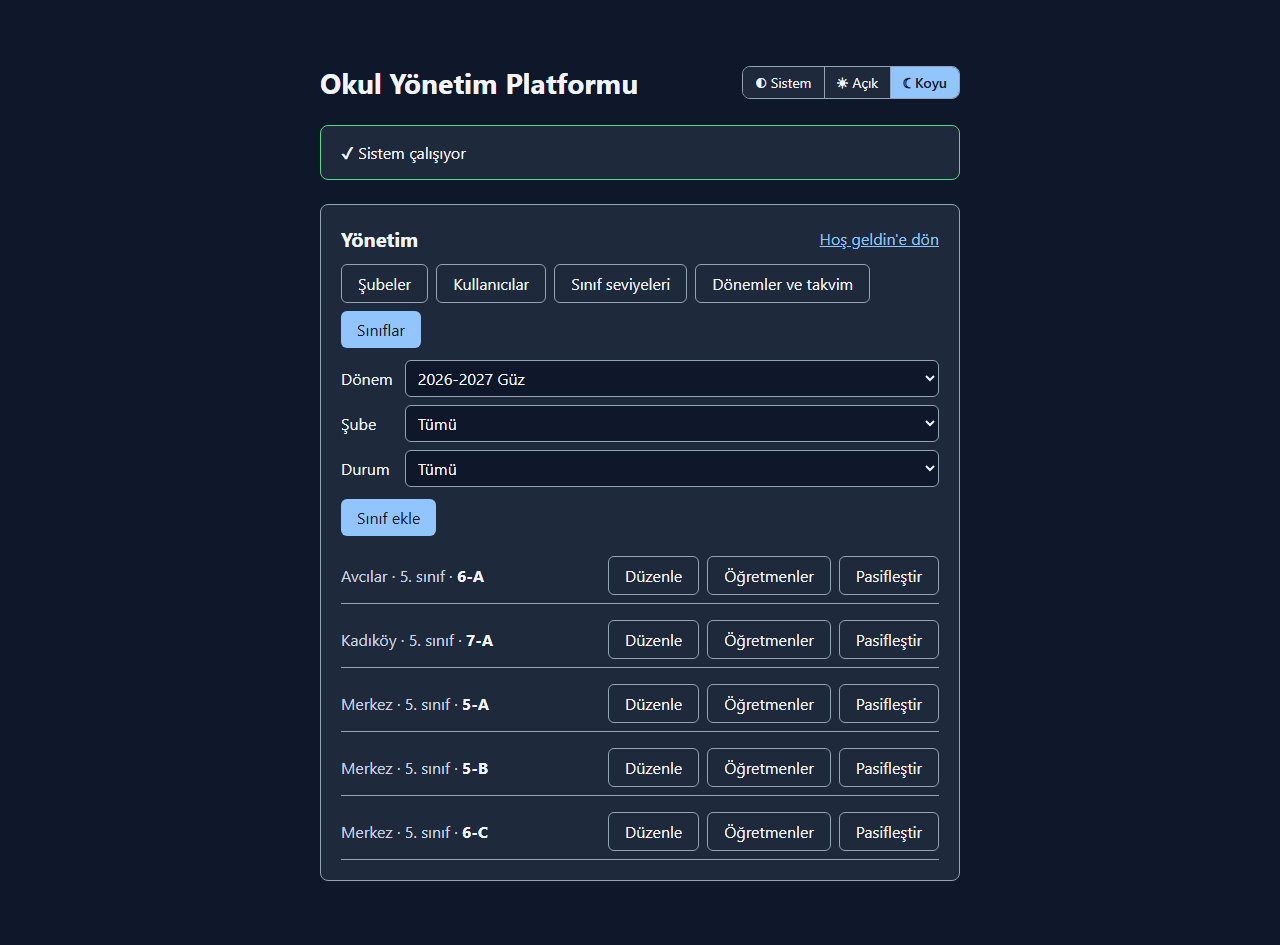 Okul Yönetim Platformu
◐ Sistem ☀ Açık ☾ Koyu
✓ Sistem çalışıyor
Yönetim Hoş geldin'e dön
Şubeler Kullanıcılar Sınıf seviyeleri Dönemler ve takvim
Sınıflar
Dönem 2026-2027 Güz
Şube Tümü
Durum Tümü
Sınıf ekle
Avcılar · 5. sınıf · 6-A Düzenle Öğretmenler Pasifleştir
Kadıköy · 5. sınıf · 7-A Düzenle Öğretmenler Pasifleştir
Merkez · 5. sınıf · 5-A Düzenle Öğretmenler Pasifleştir
Merkez · 5. sınıf · 5-B Düzenle Öğretmenler Pasifleştir
Merkez · 5. sınıf · 6-C Düzenle Öğretmenler Pasifleştir